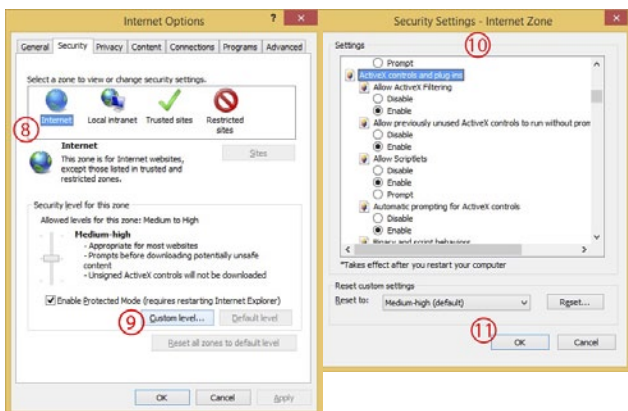 Internet Options
? ×
General Security Privacy Content Connections Programs Advanced
Select a zone to view or change security settings.
8
Internet Local intranet Trusted sites Restricted
sites
Internet
Sites
This zone is for Internet websites,
except those listed in trusted and
restricted zones.
Security level for this zone
Allowed levels for this zone: Medium to High
Medium-high
- Appropriate for most websites
- Prompts before downloading potentially unsafe
content
- Unsigned ActiveX controls will not be downloaded
Enable Protected Mode (requires restarting Internet Explorer)
9
Custom level... Default level
Reset all zones to default level
OK Cancel Apply
Security Settings - Internet Zone
×
Settings
10
Prompt
ActiveX controls and plug-ins
Allow ActiveX Filtering
Disable
Enable
Allow previously unused ActiveX controls to run without prom
Disable
Enable
Allow Scriptlets
Disable
Enable
Prompt
Automatic prompting for ActiveX controls
Disable
Enable
Binary and script behaviors
*Takes effect after you restart your computer
Reset custom settings
Reset to: Medium-high (default) Reset...
11
OK Cancel